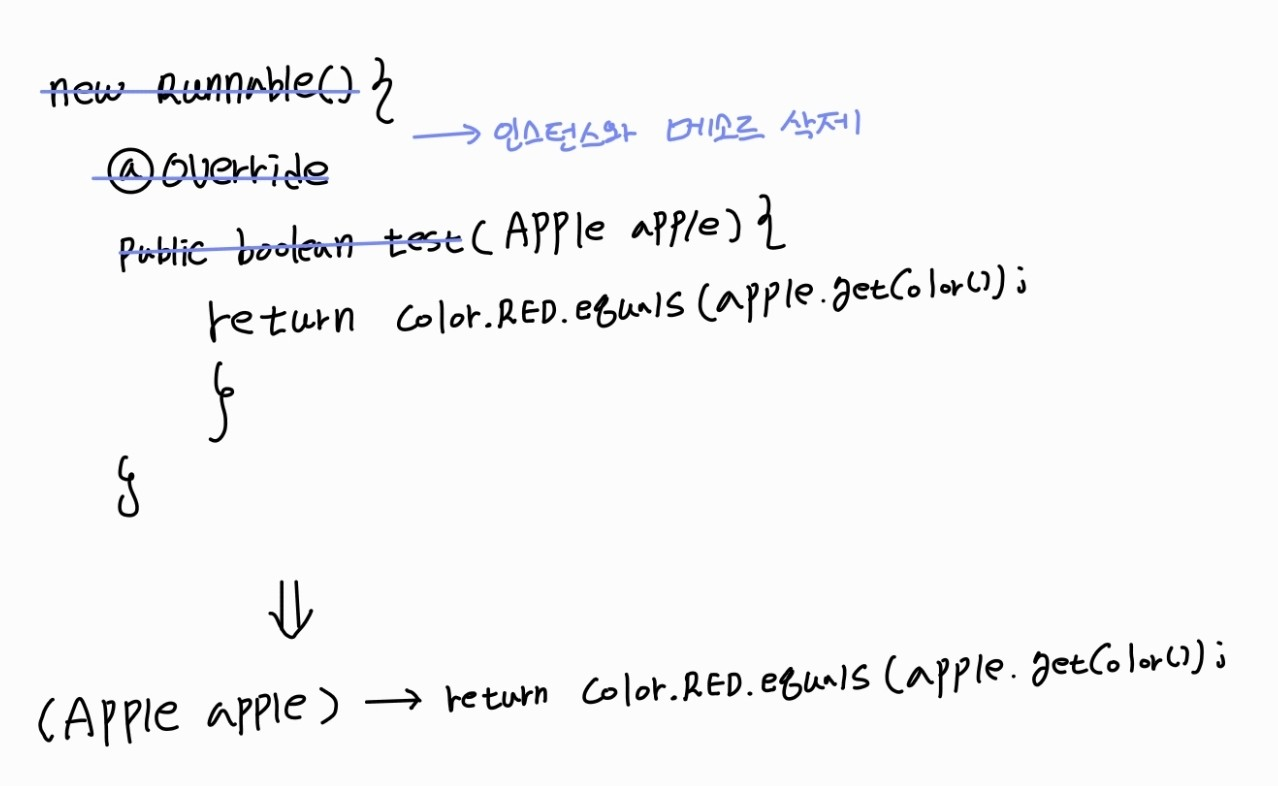 new Runnable() {
→ 인스턴스와 메소르 삭제
@Override
Public boolean test (Apple apple) {
return Color.RED.equals (apple.getColor());
}
}
⇓
(Apple apple) → return Color.RED.equals (apple.getColor());